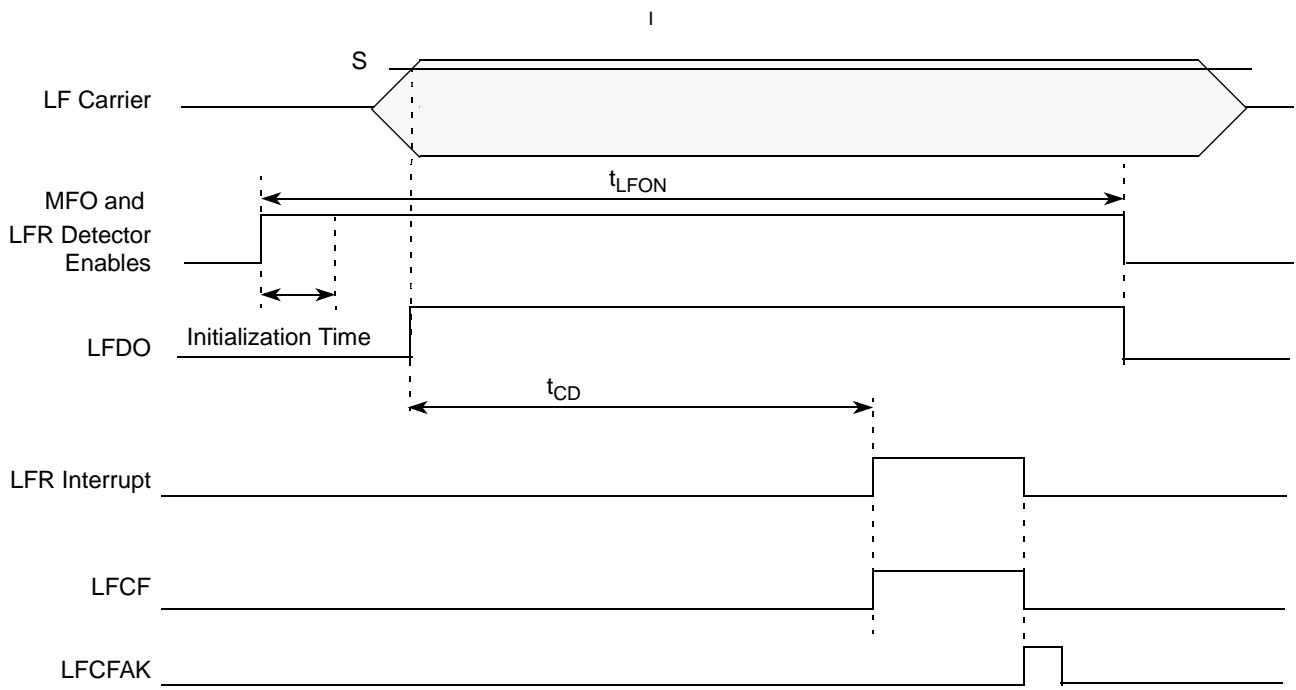 I
S
LF Carrier
tLFON
MFO and
LFR Detector
Enables
Initialization Time
LFDO
tCD
LFR Interrupt
LFCF
LFCFAK